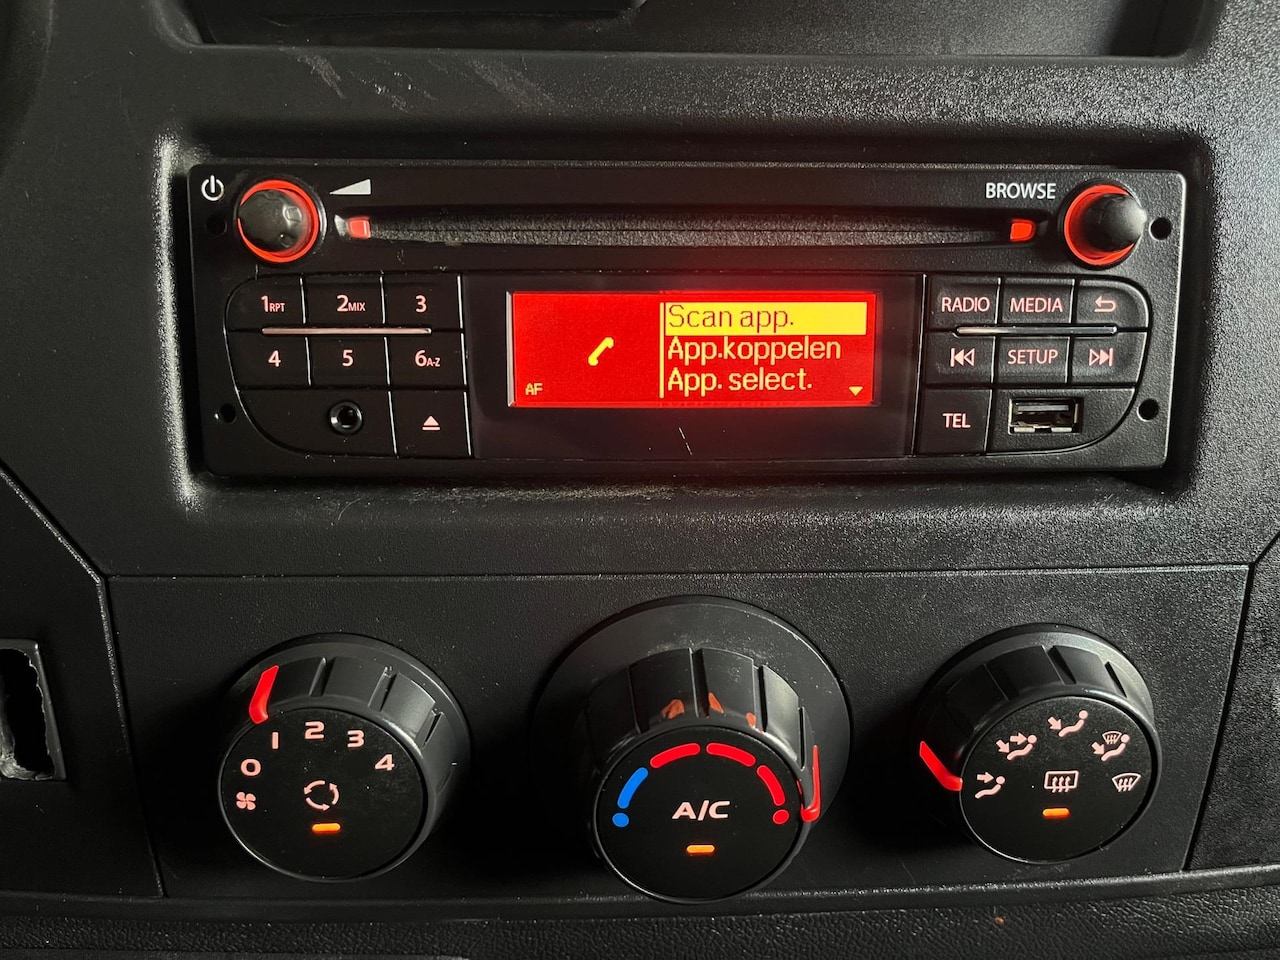 BROWSE
1RPT 2MIX 3
4 5 6A-Z
Scan app.
App.koppelen
App. select.
AF
RADIO MEDIA
SETUP
TEL
0 1 2 3 4
A/C